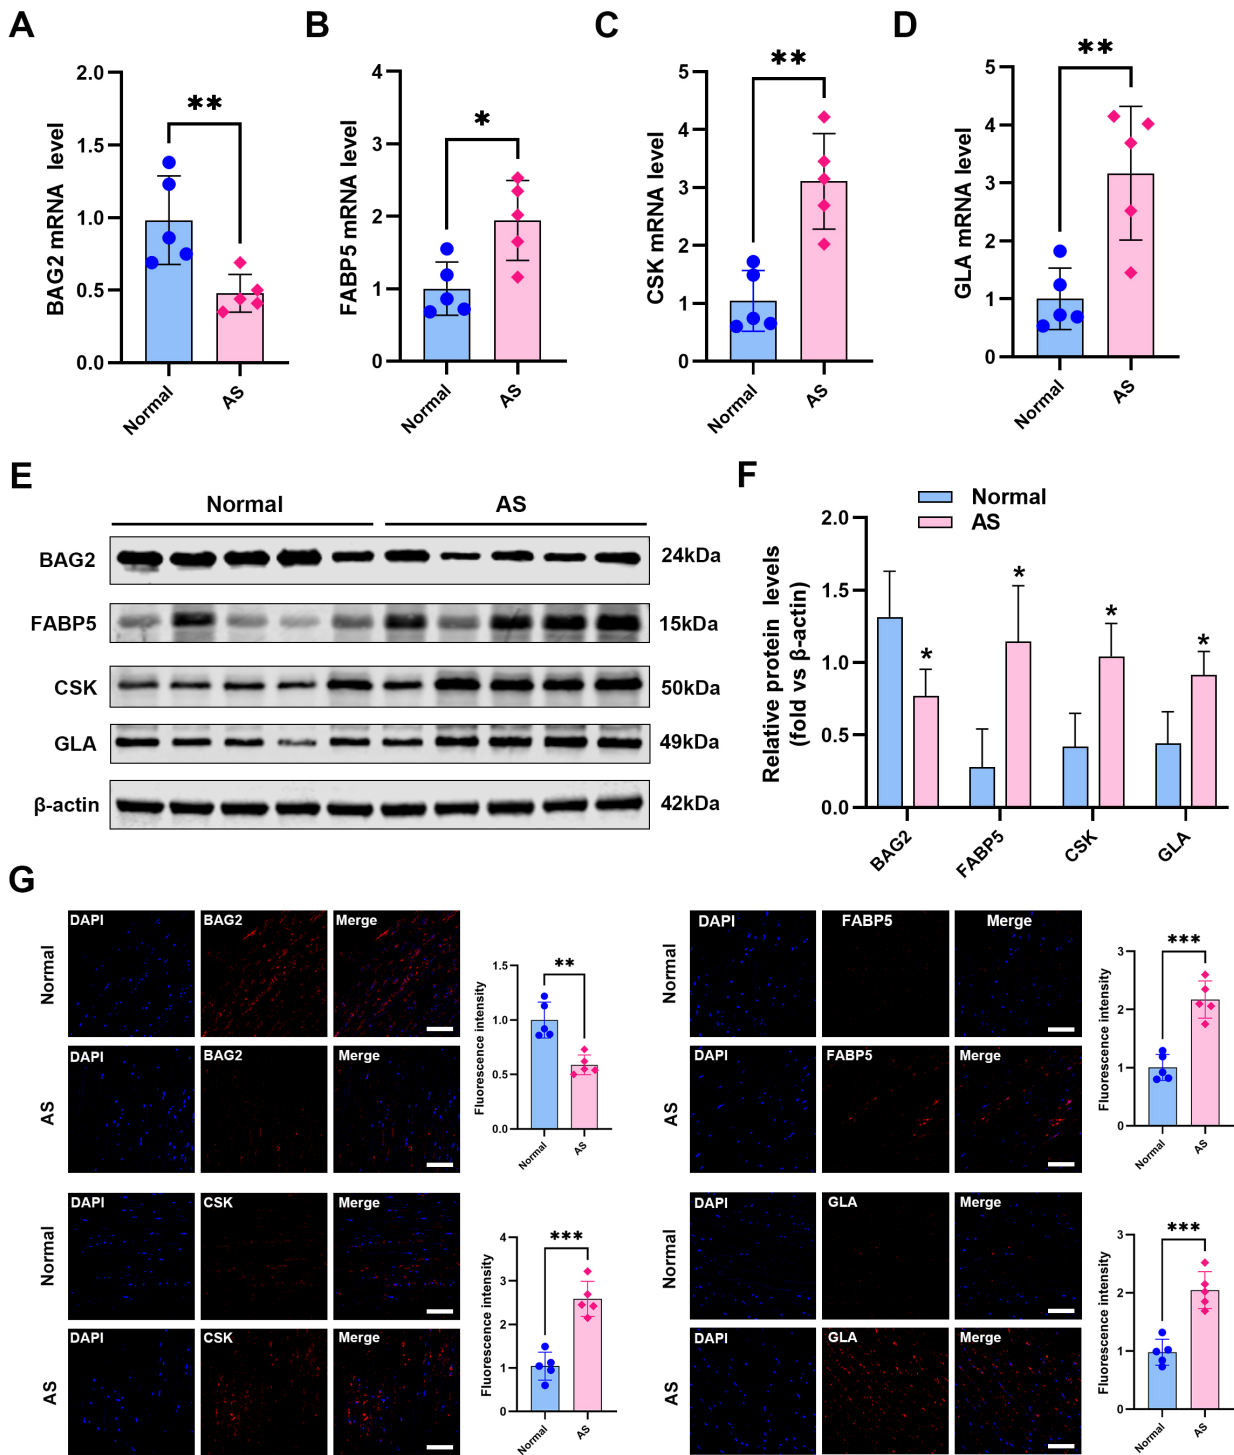 A
BAG2 mRNA level
2.0
1.5
1.0
0.5
0.0
**
Normal
AS
B
FABP5 mRNA level
4
3
2
1
0
*
Normal
AS
C
CSK mRNA level
5
4
3
2
1
0
**
Normal
AS
D
GLA mRNA level
5
4
3
2
1
0
**
Normal
AS
E
Normal AS
BAG2 24kDa
FABP5 15kDa
CSK 50kDa
GLA 49kDa
β-actin 42kDa
F
Normal
AS
Relative protein levels
(fold vs β-actin)
2.0
1.5
1.0
0.5
0.0
* * * *
BAG2 FABP5 CSK GLA
G
Normal
DAPI BAG2 Merge
AS
DAPI BAG2 Merge
Fluorescence intensity
1.5
1.0
0.5
0.0
**
Normal AS
Normal
DAPI FABP5 Merge
AS
DAPI FABP5 Merge
Fluorescence intensity
3
2
1
0
***
Normal AS
Normal
DAPI CSK Merge
AS
DAPI CSK Merge
Fluorescence intensity
4
3
2
1
0
***
Normal AS
Normal
DAPI GLA Merge
AS
DAPI GLA Merge
Fluorescence intensity
3
2
1
0
***
Normal AS